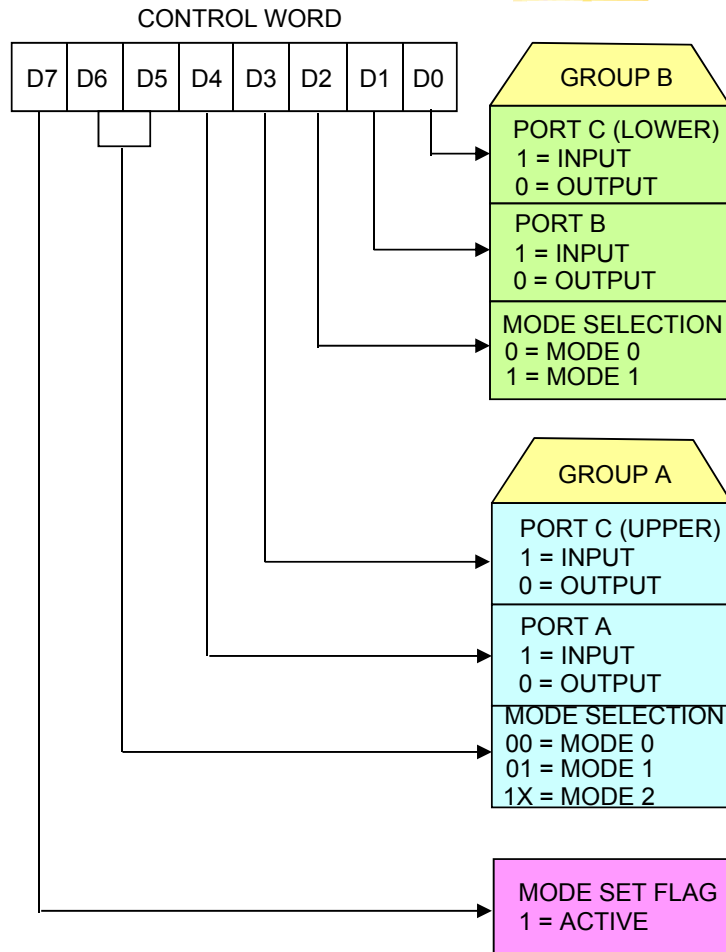 CONTROL WORD
D7 D6 D5 D4 D3 D2 D1 D0
GROUP B
PORT C (LOWER)
1 = INPUT
0 = OUTPUT
PORT B
1 = INPUT
0 = OUTPUT
MODE SELECTION
0 = MODE 0
1 = MODE 1
GROUP A
PORT C (UPPER)
1 = INPUT
0 = OUTPUT
PORT A
1 = INPUT
0 = OUTPUT
MODE SELECTION
00 = MODE 0
01 = MODE 1
1X = MODE 2
MODE SET FLAG
1 = ACTIVE